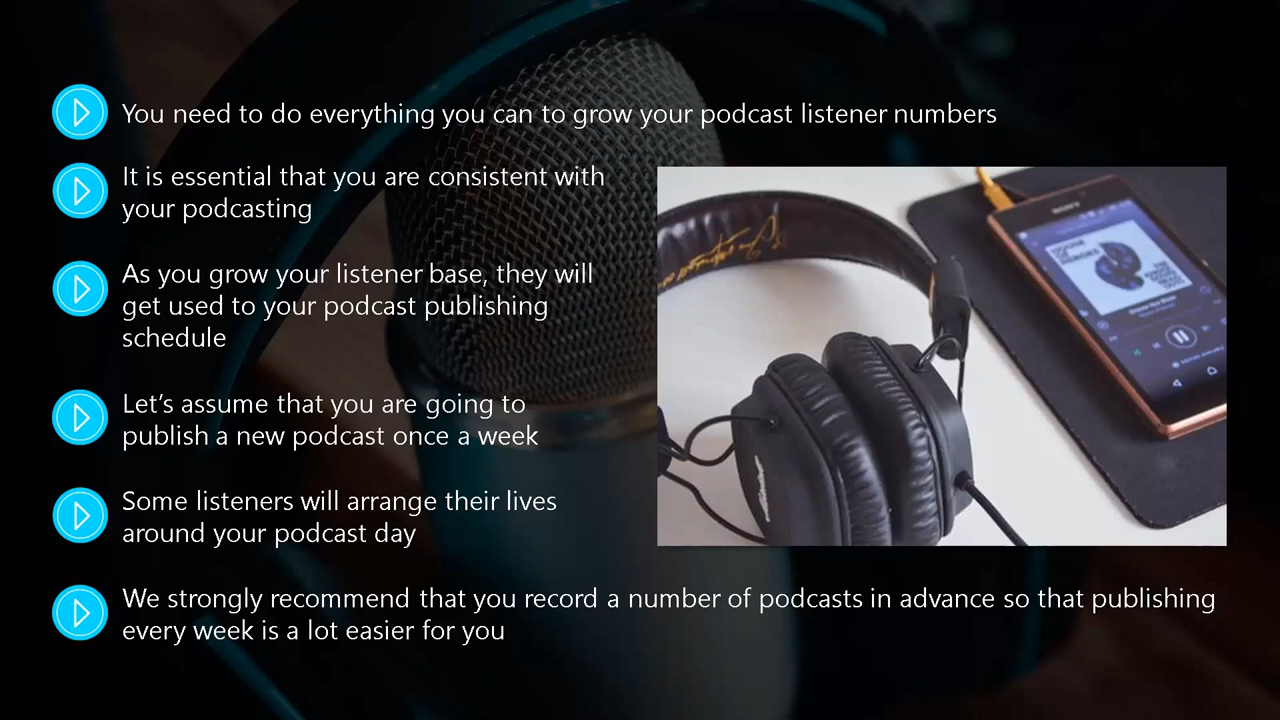 You need to do everything you can to grow your podcast listener numbers
It is essential that you are consistent with
your podcasting
As you grow your listener base, they will
get used to your podcast publishing
schedule
Let's assume that you are going to
publish a new podcast once a week
Some listeners will arrange their lives
around your podcast day
We strongly recommend that you record a number of podcasts in advance so that publishing
every week is a lot easier for you
SONY